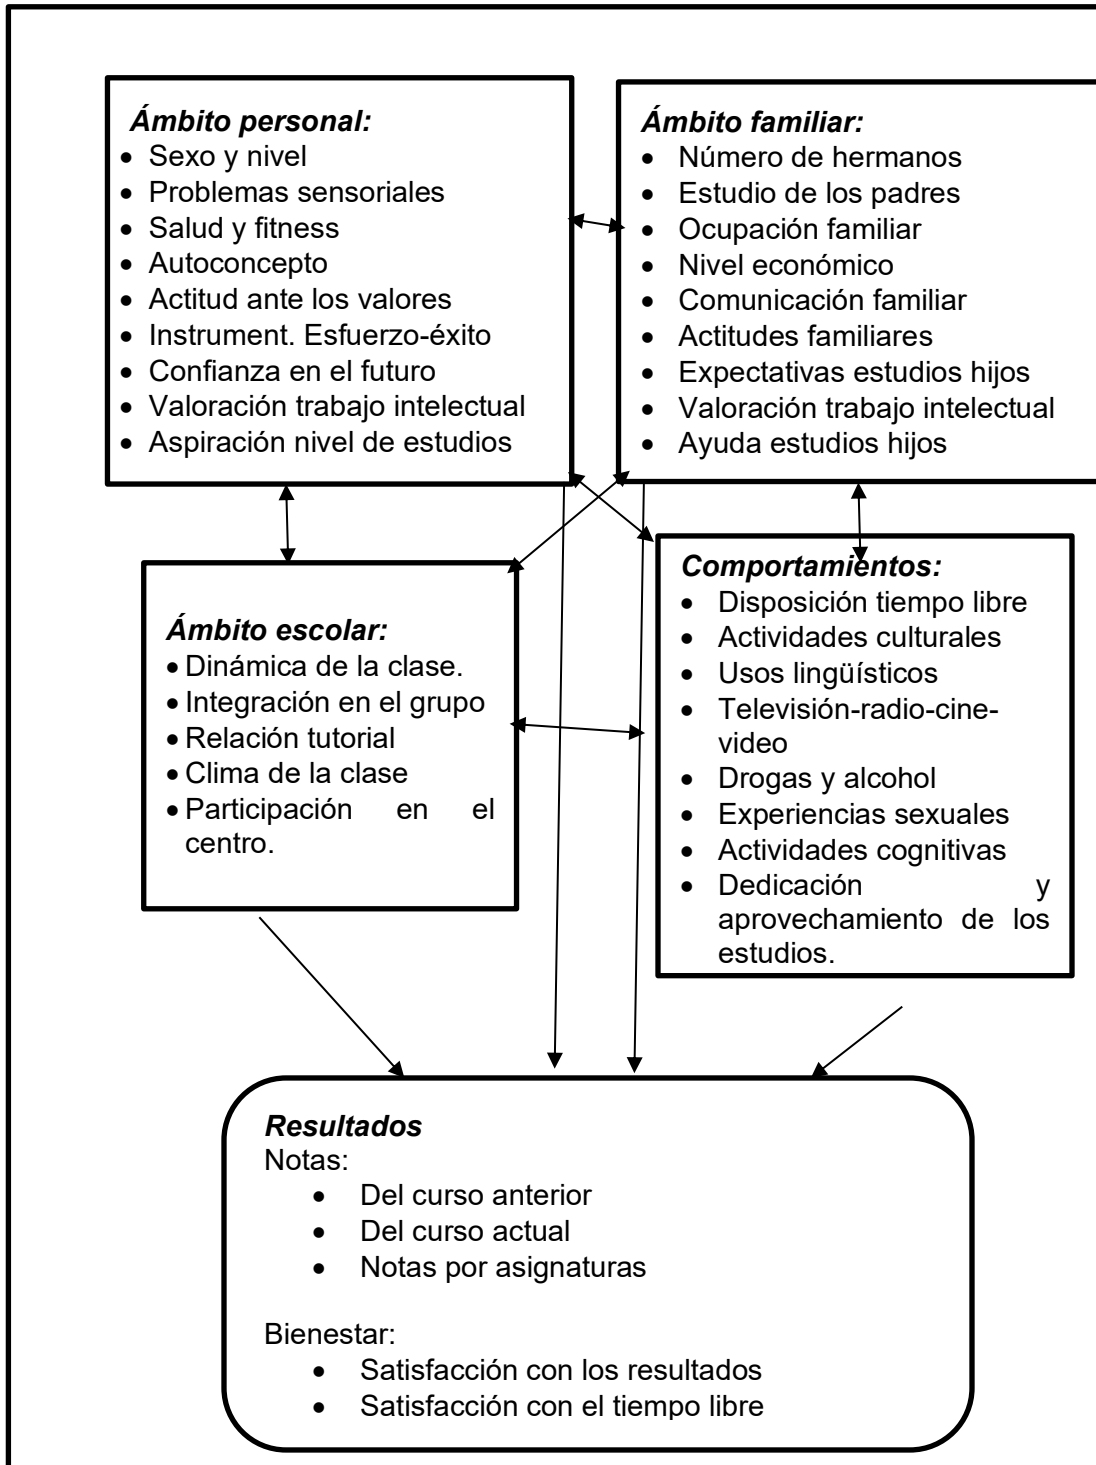 Ámbito personal:
• Sexo y nivel
• Problemas sensoriales
• Salud y fitness
• Autoconcepto
• Actitud ante los valores
• Instrument. Esfuerzo-éxito
• Confianza en el futuro
• Valoración trabajo intelectual
• Aspiración nivel de estudios
Ámbito familiar:
• Número de hermanos
• Estudio de los padres
• Ocupación familiar
• Nivel económico
• Comunicación familiar
• Actitudes familiares
• Expectativas estudios hijos
• Valoración trabajo intelectual
• Ayuda estudios hijos
Ámbito escolar:
• Dinámica de la clase.
• Integración en el grupo
• Relación tutorial
• Clima de la clase
• Participación en el
centro.
Comportamientos:
• Disposición tiempo libre
• Actividades culturales
• Usos lingüísticos
• Televisión-radio-cine-
video
• Drogas y alcohol
• Experiencias sexuales
• Actividades cognitivas
• Dedicación y
aprovechamiento de los
estudios.
Resultados
Notas:
• Del curso anterior
• Del curso actual
• Notas por asignaturas
Bienestar:
• Satisfacción con los resultados
• Satisfacción con el tiempo libre